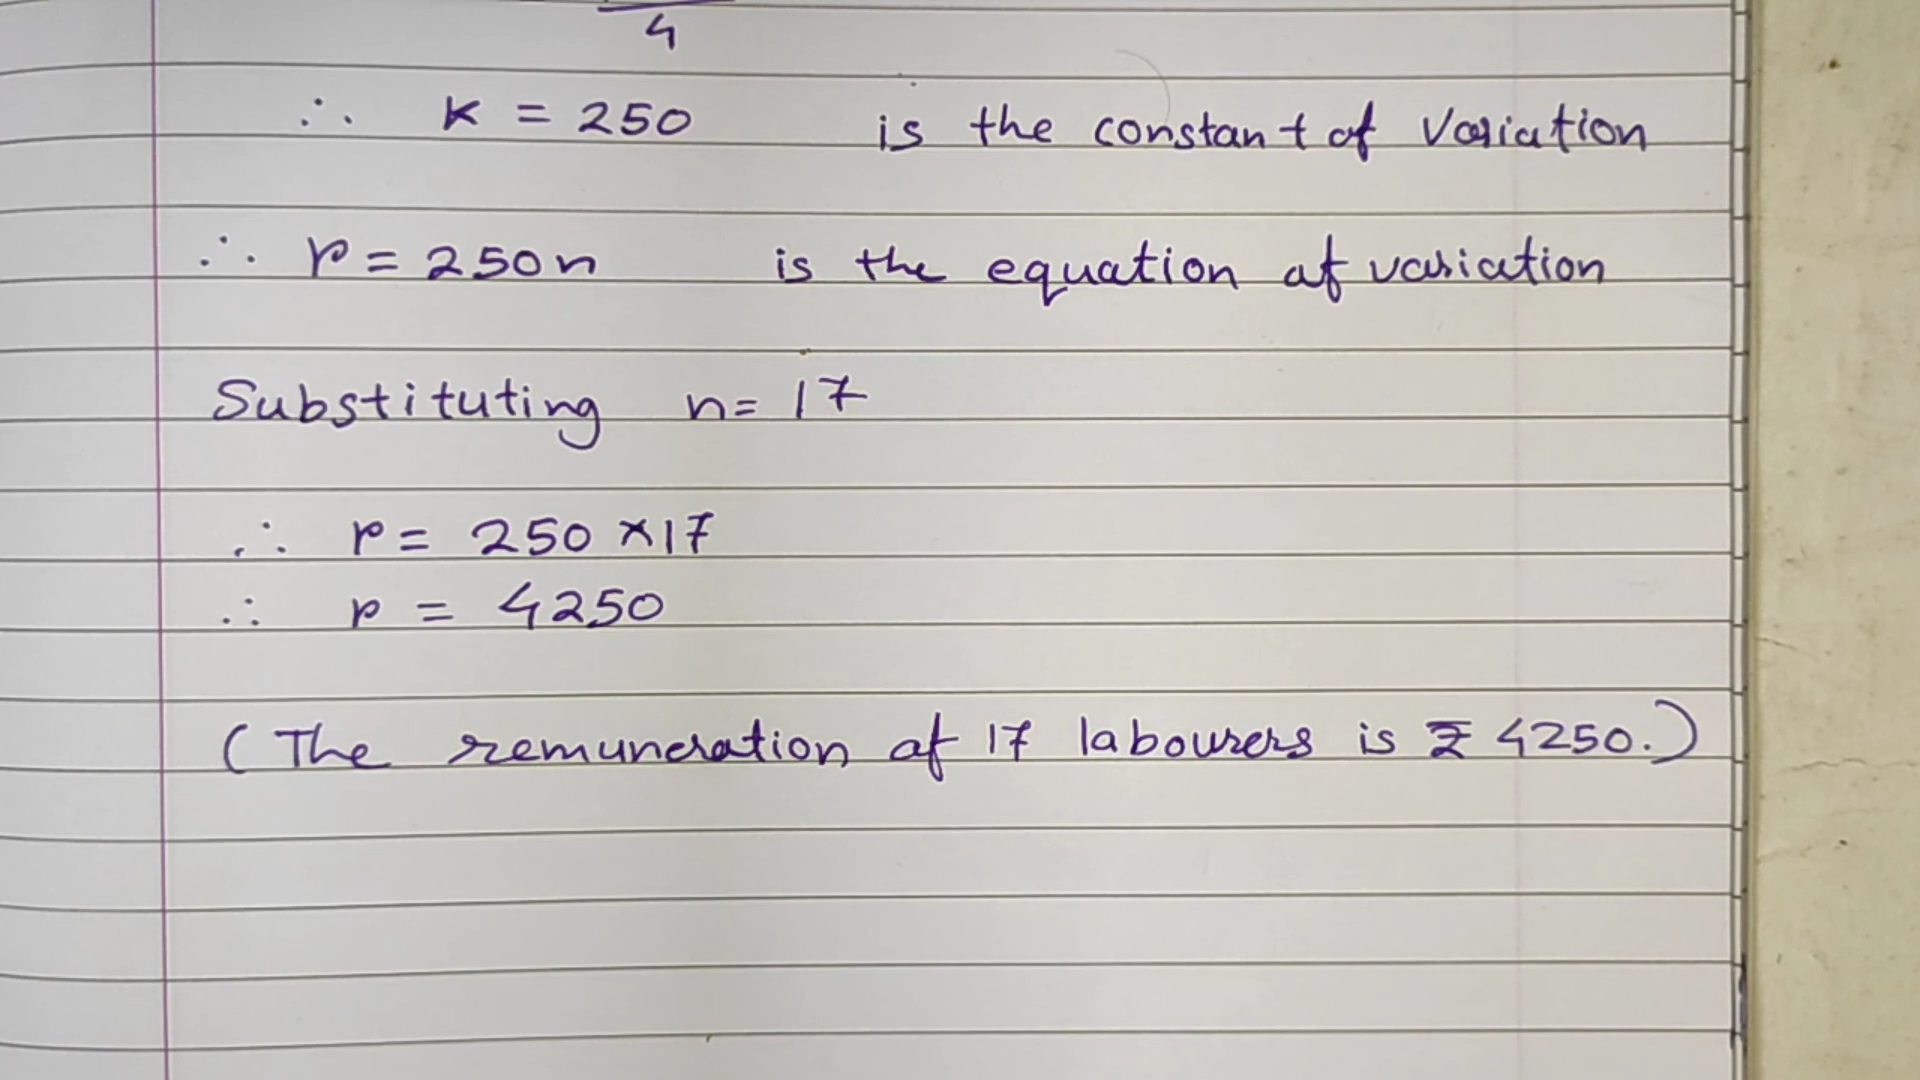 4
∴ K = 250 is the constant of variation
∴ r = 250n is the equation of variation
Substituting n= 17
∴ r = 250 ×17
∴ r = 4250
(The remuneration of 17 labourers is ₹ 4250.)